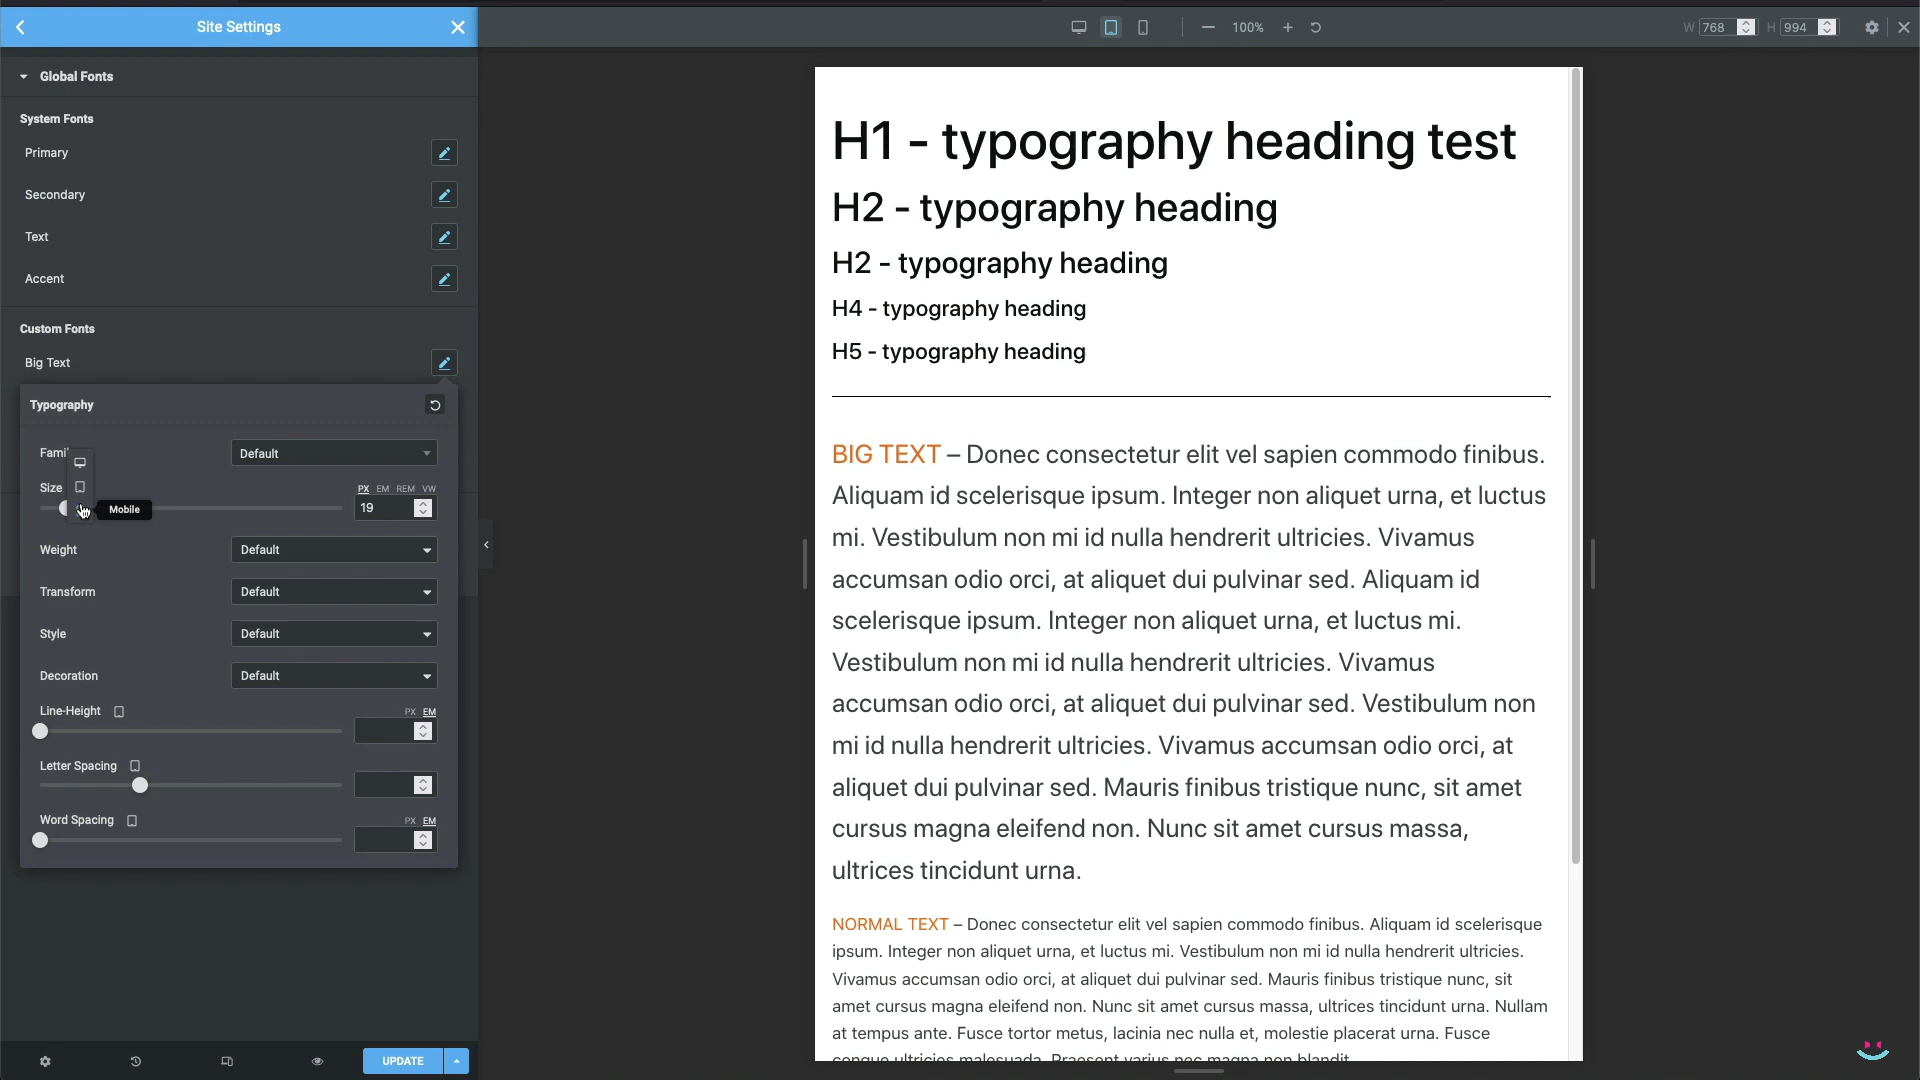 Site Settings
100%
W 768
H 994
Global Fonts
System Fonts
Primary
Secondary
Text
Accent
Custom Fonts
Big Text
Typography
Default
Size
PX EM REM VW
19
Mobile
Weight
Default
Transform
Default
Style
Default
Decoration
Default
Line-Height
PX EM
Letter Spacing
Word Spacing
PX EM
UPDATE
H1 - typography heading test
H2 - typography heading
H2 - typography heading
H4 - typography heading
H5 - typography heading
BIG TEXT – Donec consectetur elit vel sapien commodo finibus.
Aliquam id scelerisque ipsum. Integer non aliquet urna, et luctus
mi. Vestibulum non mi id nulla hendrerit ultricies. Vivamus
accumsan odio orci, at aliquet dui pulvinar sed. Aliquam id
scelerisque ipsum. Integer non aliquet urna, et luctus mi.
Vestibulum non mi id nulla hendrerit ultricies. Vivamus
accumsan odio orci, at aliquet dui pulvinar sed. Vestibulum non
mi id nulla hendrerit ultricies. Vivamus accumsan odio orci, at
aliquet dui pulvinar sed. Mauris finibus tristique nunc, sit amet
cursus magna eleifend non. Nunc sit amet cursus massa,
ultrices tincidunt urna.
NORMAL TEXT – Donec consectetur elit vel sapien commodo finibus. Aliquam id scelerisque
ipsum. Integer non aliquet urna, et luctus mi. Vestibulum non mi id nulla hendrerit ultricies.
Vivamus accumsan odio orci, at aliquet dui pulvinar sed. Mauris finibus tristique nunc, sit
amet cursus magna eleifend non. Nunc sit amet cursus massa, ultrices tincidunt urna. Nullam
at tempus ante. Fusce tortor metus, lacinia nec nulla et, molestie placerat urna. Fusce
congue ultricies malesuada. Praesent varius nec magna non blandit.